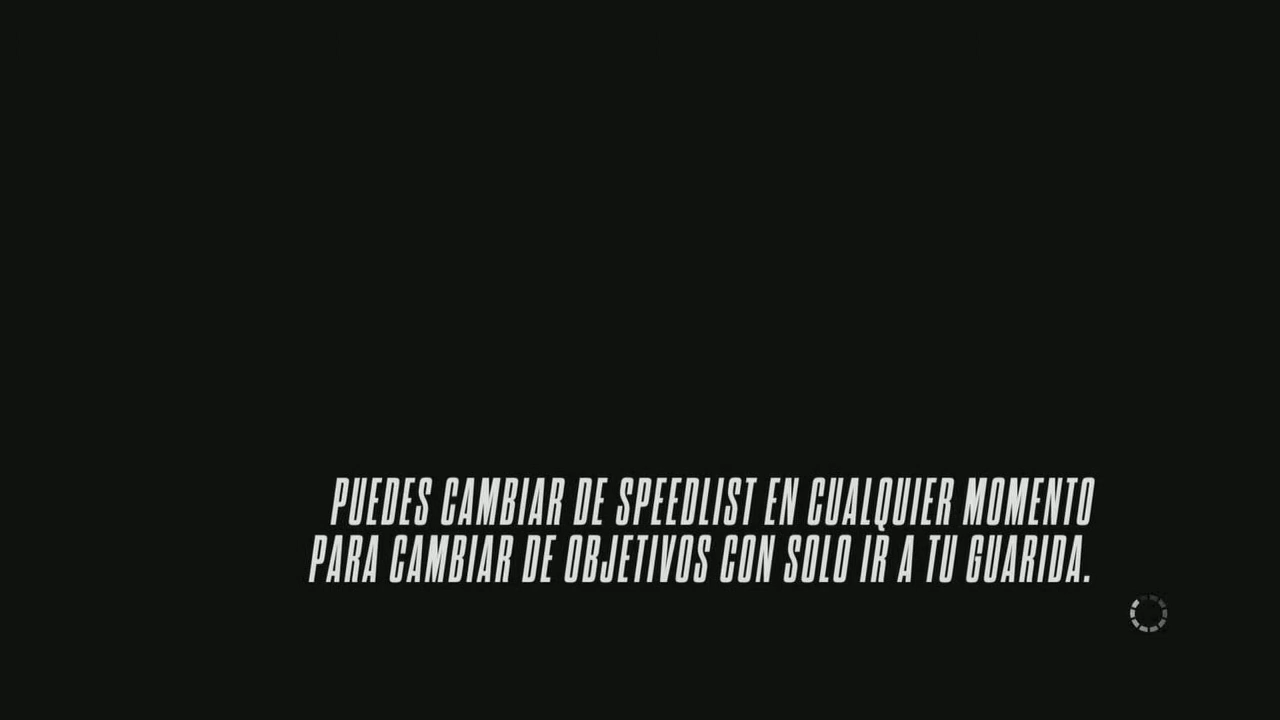 PUEDES CAMBIAR DE SPEEDLIST EN CUALQUIER MOMENTO
PARA CAMBIAR DE OBJETIVOS CON SOLO IR A TU GUARIDA.